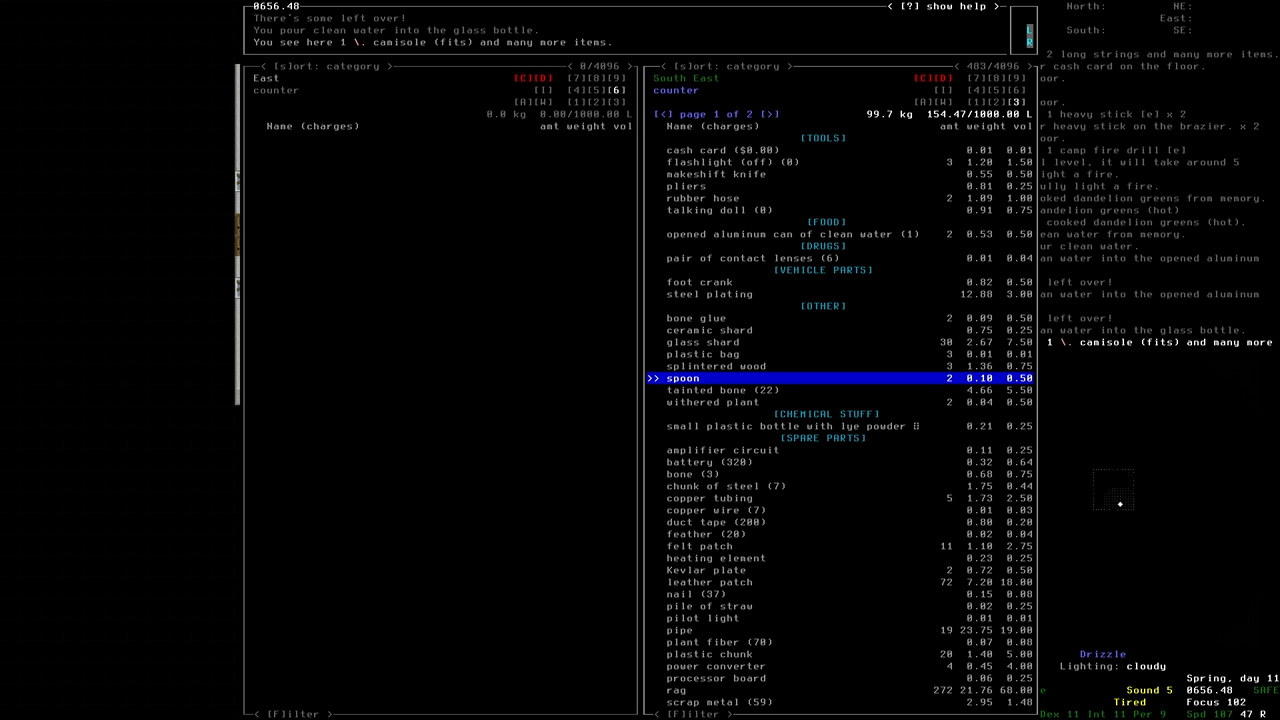 0656.48 < [?] show help >
There's some left over!
You pour clean water into the glass bottle.
You see here 1 \. camisole (fits) and many more items.
L
R
North: NE:
East:
South: SE:
2 long strings and many more items.
r cash card on the floor.
oor.
oor.
1 heavy stick [e] x 2
r heavy stick on the brazier. x 2
oor.
1 camp fire drill [e]
l level, it will take around 5
ight a fire.
ully light a fire.
oked dandelion greens from memory.
andelion greens (hot)
cooked dandelion greens (hot).
ean water from memory.
ur clean water.
an water into the opened aluminum
left over!
an water into the opened aluminum
left over!
an water into the glass bottle.
1 \. camisole (fits) and many more
< [s]ort: category > < 0/4096 >
East [C][D] [7][8][9]
counter [I] [4][5][6]
[A][W] [1][2][3]
0.0 kg 0.00/1000.00 L
Name (charges) amt weight vol
< [F]ilter >
< [s]ort: category > < 483/4096 >
South East [C][D] [7][8][9]
counter [I] [4][5][6]
[A][W] [1][2][3]
[<] page 1 of 2 [>] 99.7 kg 154.47/1000.00 L
Name (charges) amt weight vol
[TOOLS]
cash card ($0.00) 0.01 0.01
flashlight (off) (0) 3 1.20 1.50
makeshift knife 0.55 0.50
pliers 0.81 0.25
rubber hose 2 1.09 1.00
talking doll (0) 0.91 0.75
[FOOD]
opened aluminum can of clean water (1) 2 0.53 0.50
[DRUGS]
pair of contact lenses (6) 0.01 0.04
[VEHICLE PARTS]
foot crank 0.82 0.50
steel plating 12.88 3.00
[OTHER]
bone glue 2 0.09 0.50
ceramic shard 0.75 0.25
glass shard 30 2.67 7.50
plastic bag 3 0.01 0.01
splintered wood 3 1.36 0.75
>> spoon 2 0.10 0.50
tainted bone (22) 4.66 5.50
withered plant 2 0.04 0.50
[CHEMICAL STUFF]
small plastic bottle with lye powder ⠿ 0.21 0.25
[SPARE PARTS]
amplifier circuit 0.11 0.25
battery (320) 0.32 0.64
bone (3) 0.68 0.75
chunk of steel (7) 1.75 0.44
copper tubing 5 1.73 2.50
copper wire (7) 0.01 0.03
duct tape (200) 0.80 0.20
feather (20) 0.02 0.04
felt patch 11 1.10 2.75
heating element 0.23 0.25
Kevlar plate 2 0.72 0.50
leather patch 72 7.20 18.00
nail (37) 0.15 0.08
pile of straw 0.02 0.25
pilot light 0.01 0.01
pipe 19 23.75 19.00
plant fiber (70) 0.07 0.08
plastic chunk 20 1.40 5.00
power converter 4 0.45 4.00
processor board 0.06 0.25
rag 272 21.76 68.00
scrap metal (59) 2.95 1.48
< [F]ilter >
Drizzle
Lighting: cloudy
Spring, day 11
e Sound 5 0656.48 SAFE
Tired Focus 102
Dex 11 Int 11 Per 9 Spd 107 47 R